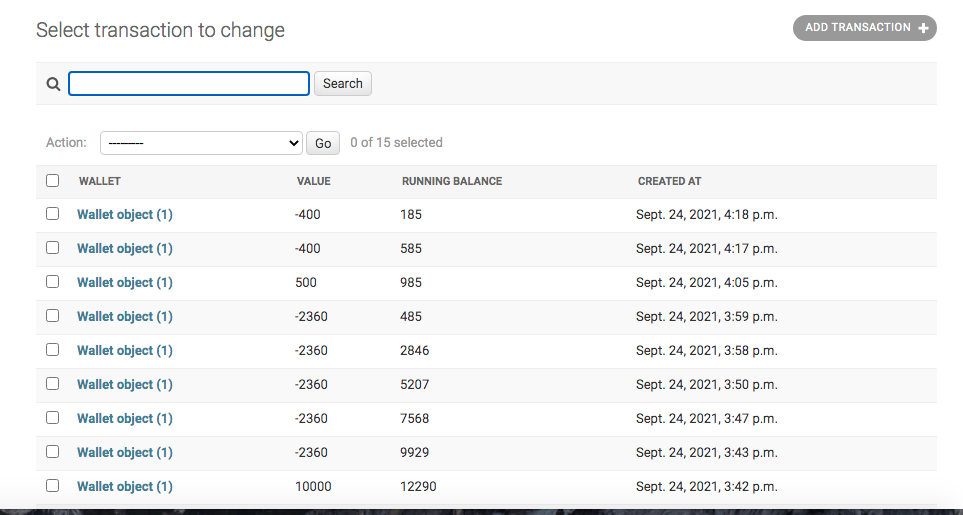 Select transaction to change
ADD TRANSACTION +
Search
Action: --------- Go 0 of 15 selected
WALLET VALUE RUNNING BALANCE CREATED AT
Wallet object (1) -400 185 Sept. 24, 2021, 4:18 p.m.
Wallet object (1) -400 585 Sept. 24, 2021, 4:17 p.m.
Wallet object (1) 500 985 Sept. 24, 2021, 4:05 p.m.
Wallet object (1) -2360 485 Sept. 24, 2021, 3:59 p.m.
Wallet object (1) -2360 2846 Sept. 24, 2021, 3:58 p.m.
Wallet object (1) -2360 5207 Sept. 24, 2021, 3:50 p.m.
Wallet object (1) -2360 7568 Sept. 24, 2021, 3:47 p.m.
Wallet object (1) -2360 9929 Sept. 24, 2021, 3:43 p.m.
Wallet object (1) 10000 12290 Sept. 24, 2021, 3:42 p.m.